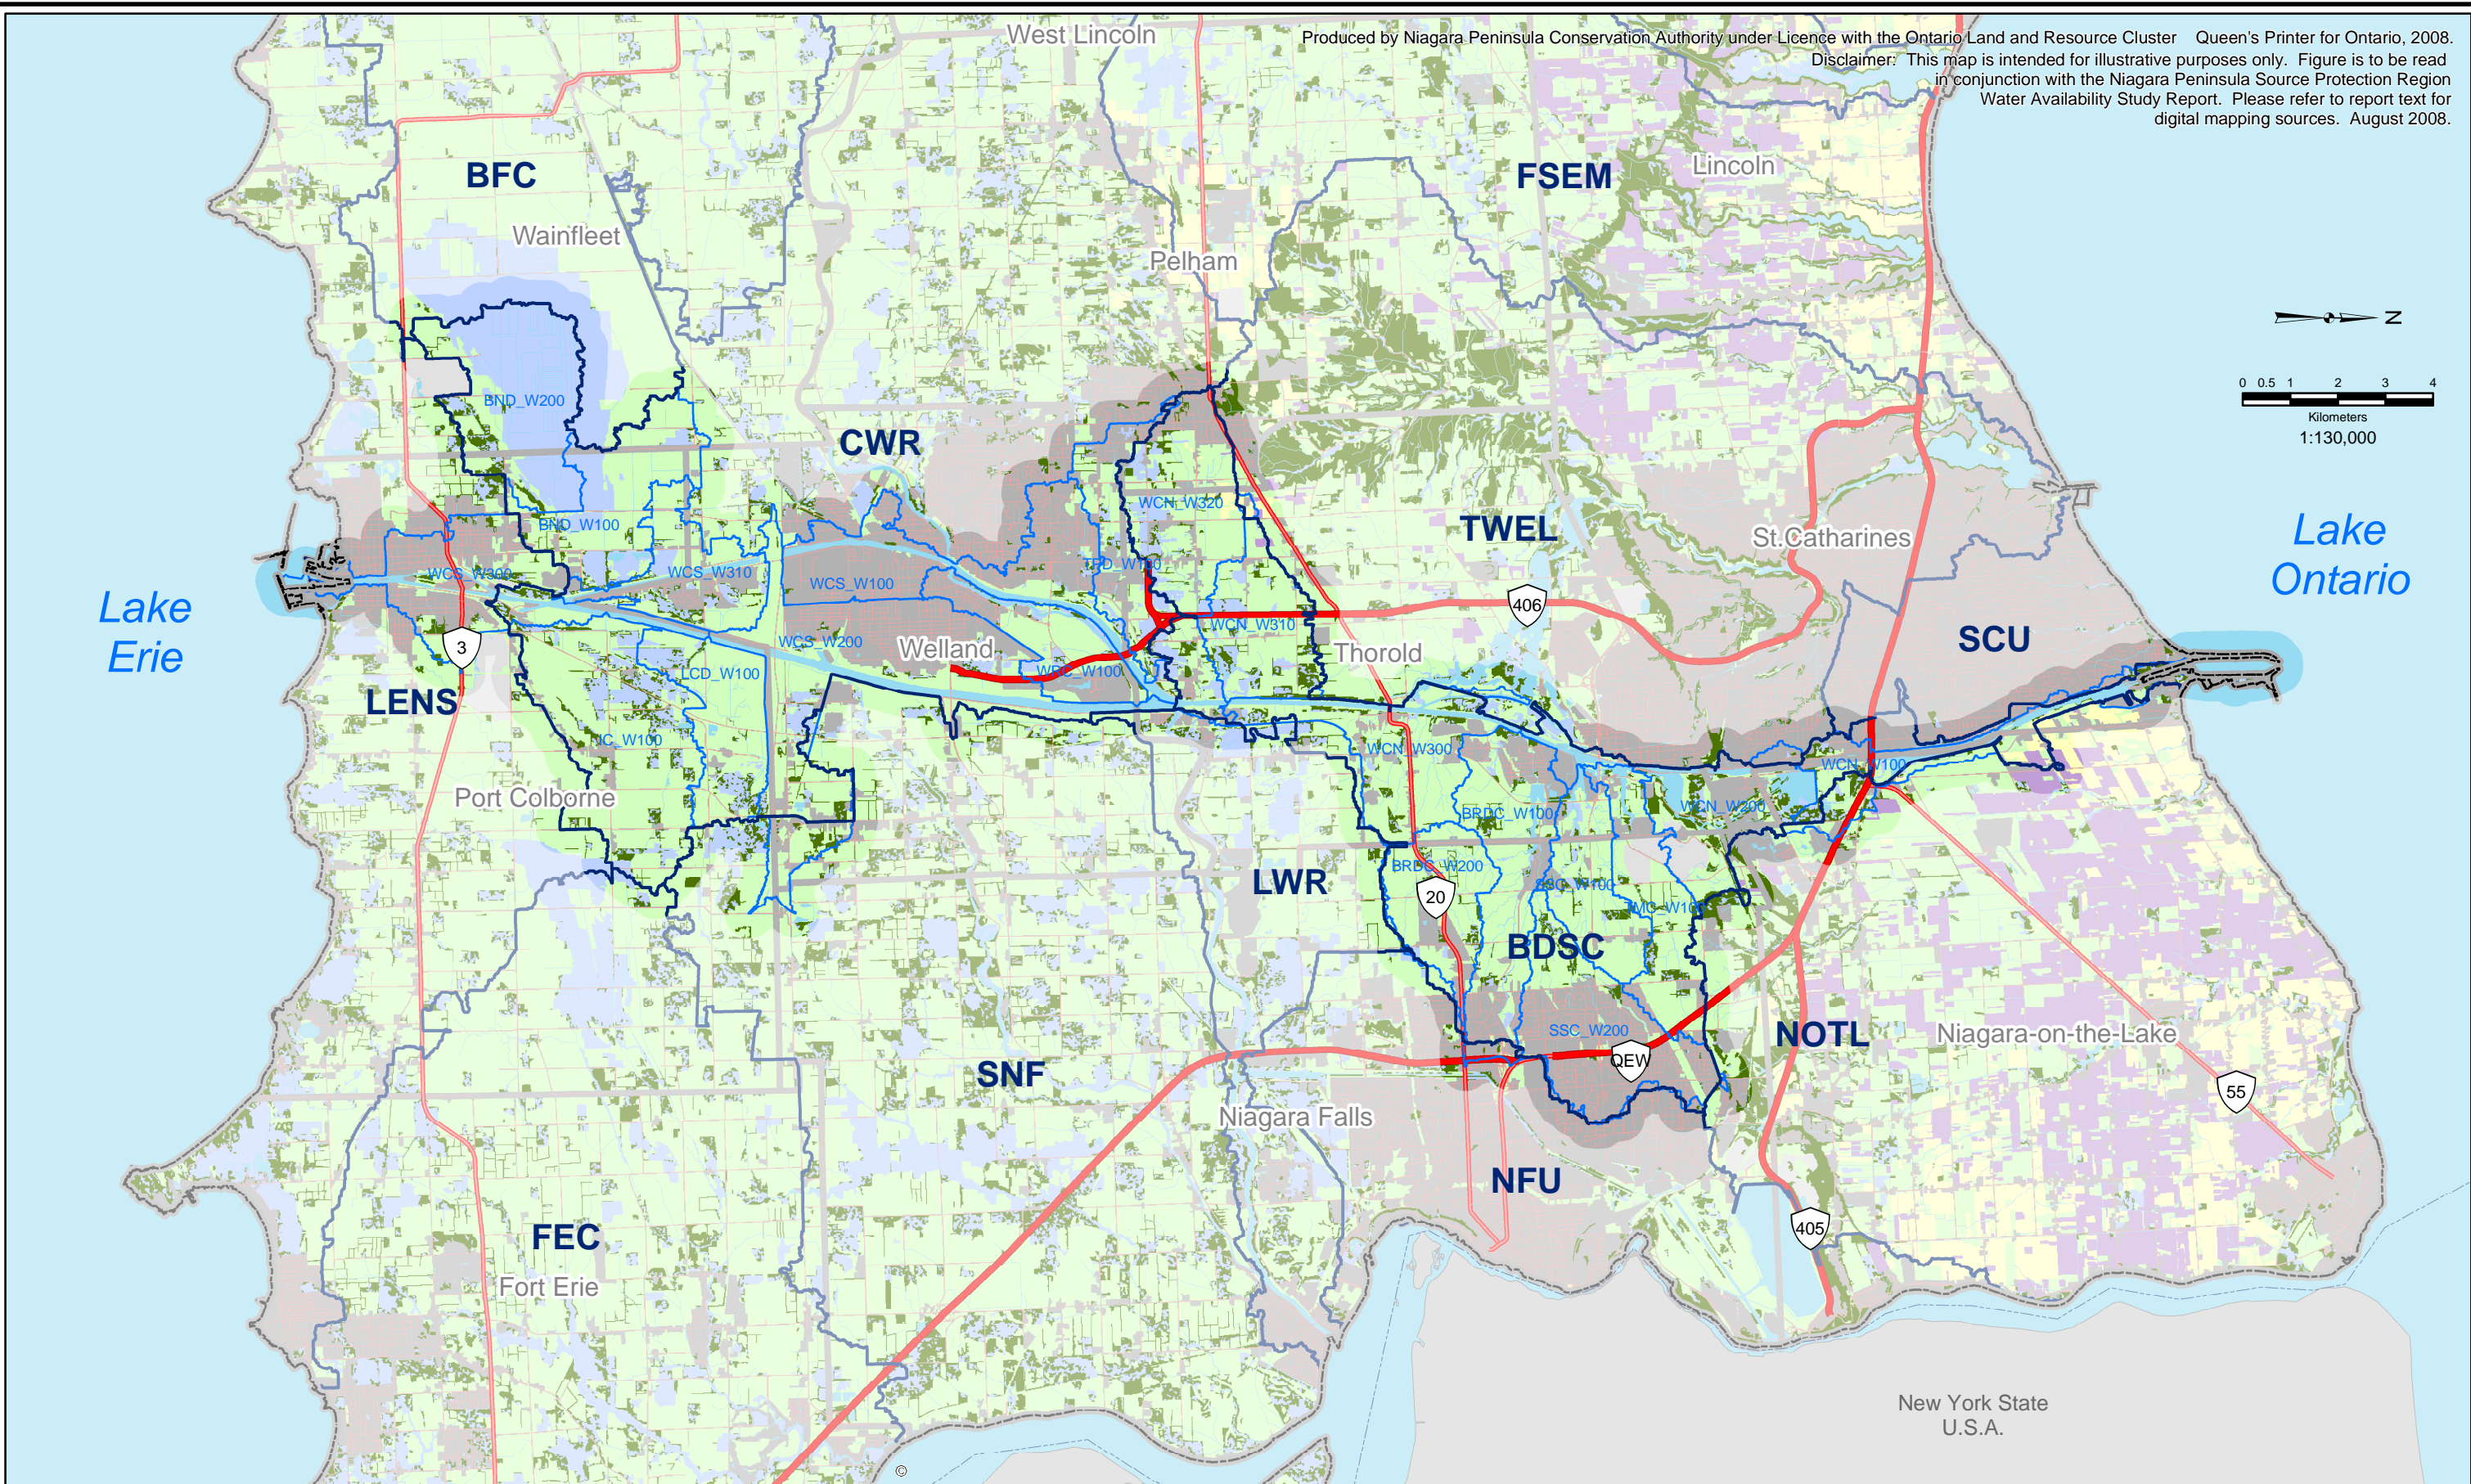 West Lincoln
Produced by Niagara Peninsula Conservation Authority under Licence with the Ontario Land and Resource Cluster Queen's Printer for Ontario, 2008.
Disclaimer: This map is intended for illustrative purposes only. Figure is to be read
in conjunction with the Niagara Peninsula Source Protection Region
Water Availability Study Report. Please refer to report text for
digital mapping sources. August 2008.
BFC
FSEM
Lincoln
Wainfleet
Pelham
N
0 0.5 1 2 3 4
Kilometers
1:130,000
BND_W200
CWR
WCN_W320
BND_W100
TWEL
St.Catharines
Lake
Ontario
WCS_W300
WCS_W310
WCS_W100
Lake
Erie
406
3
WCS_W200
Welland
WCN_W310
Thorold
SCU
LCD_W100
LENS
WCN_W300
WCN_W100
Port Colborne
BRDC_W100
WCN_W200
LWR
BRDC_W200
20
SSC_W100
TMC_W100
BDSC
SSC_W200
NOTL
Niagara-on-the-Lake
QEW
SNF
55
Niagara Falls
NFU
405
FEC
Fort Erie
New York State
U.S.A.
©